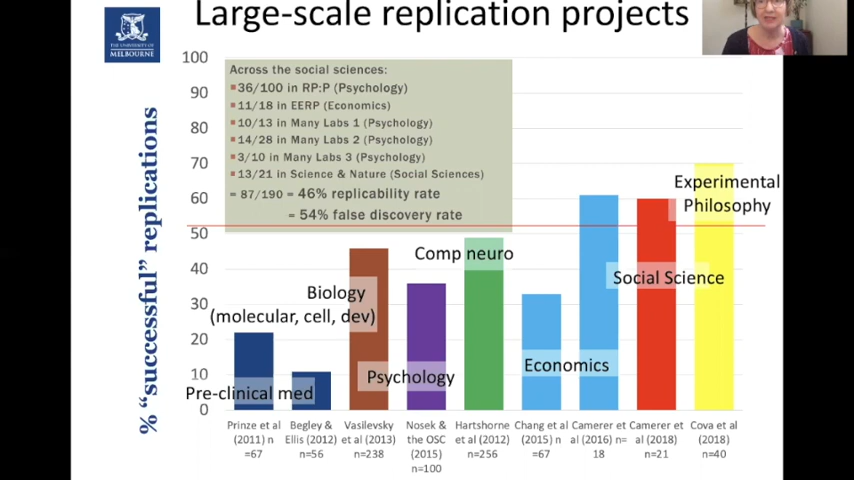 Large-scale replication projects
THE UNIVERSITY OF
MELBOURNE
% “successful” replications
100
90
80
70
60
50
40
30
20
10
0
Across the social sciences:
36/100 in RP:P (Psychology)
11/18 in EERP (Economics)
10/13 in Many Labs 1 (Psychology)
14/28 in Many Labs 2 (Psychology)
3/10 in Many Labs 3 (Psychology)
13/21 in Science & Nature (Social Sciences)
= 87/190 = 46% replicability rate
= 54% false discovery rate
Experimental
Philosophy
Comp neuro
Social Science
Biology
(molecular, cell, dev)
Economics
Psychology
Pre-clinical med
Prinze et al
(2011) n
=67
Begley &
Ellis (2012)
n=56
Vasilevsky
et al (2013)
n=238
Nosek &
the OSC
(2015)
n=100
Hartshorne
et al (2012)
n=256
Chang et al
(2015) n
=67
Camerer et
al (2016) n=
18
Camerer et
al (2018)
n=21
Cova et al
(2018)
n=40